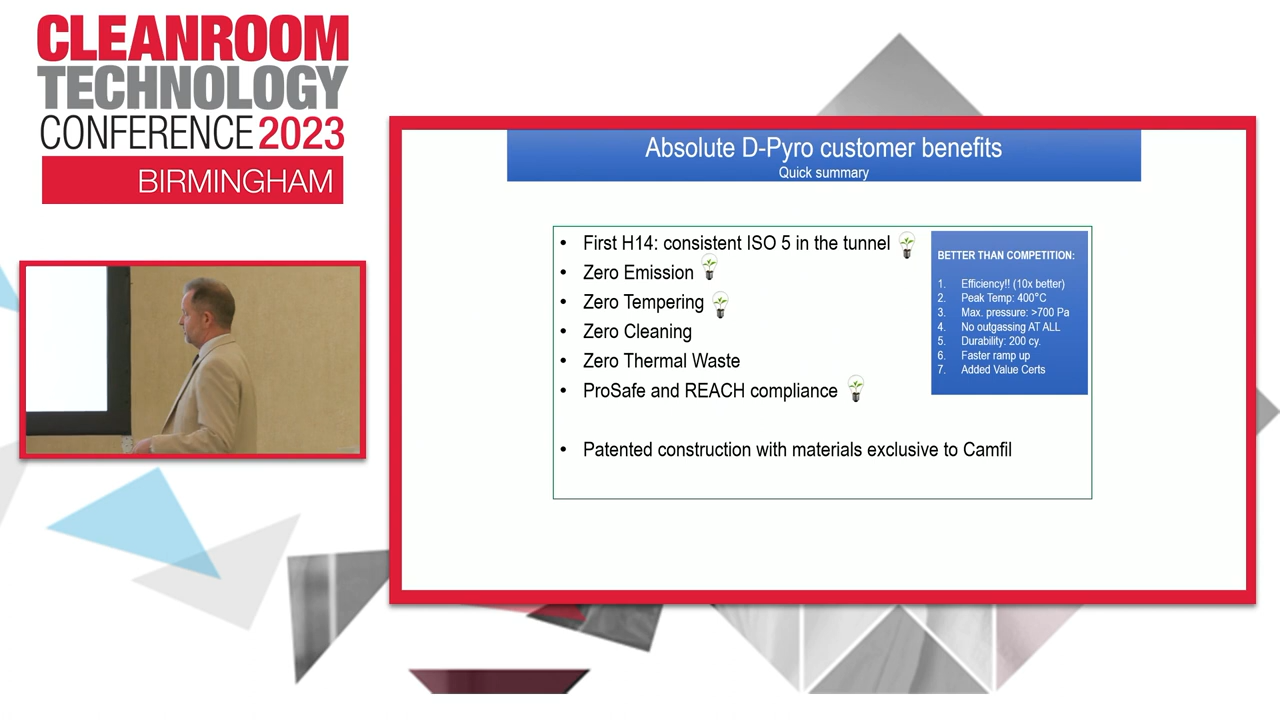 CLEANROOM
TECHNOLOGY
CONFERENCE 2023
BIRMINGHAM
Absolute D-Pyro customer benefits
Quick summary
• First H14: consistent ISO 5 in the tunnel
• Zero Emission
• Zero Tempering
• Zero Cleaning
• Zero Thermal Waste
• ProSafe and REACH compliance
• Patented construction with materials exclusive to Camfil
BETTER THAN COMPETITION:
1. Efficiency!! (10x better)
2. Peak Temp: 400°C
3. Max. pressure: >700 Pa
4. No outgassing AT ALL
5. Durability: 200 cy.
6. Faster ramp up
7. Added Value Certs